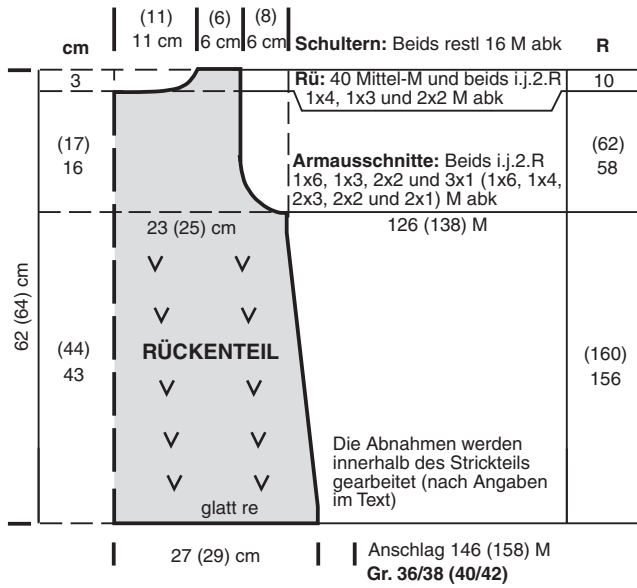 (11) (6) (8)
cm 11 cm 6 cm 6 cm Schultern: Beids restl 16 M abk R
3 Rü: 40 Mittel-M und beids i.j.2.R 10
1x4, 1x3 und 2x2 M abk
(17) (62)
16 58
Armausschnitte: Beids i.j.2.R
1x6, 1x3, 2x2 und 3x1 (1x6, 1x4,
2x3, 2x2 und 2x1) M abk
23 (25) cm 126 (138) M
62 (64) cm
RÜCKENTEIL
(44) (160)
43 156
Die Abnahmen werden
innerhalb des Strickteils
gearbeitet (nach Angaben
im Text)
glatt re
27 (29) cm Anschlag 146 (158) M
Gr. 36/38 (40/42)